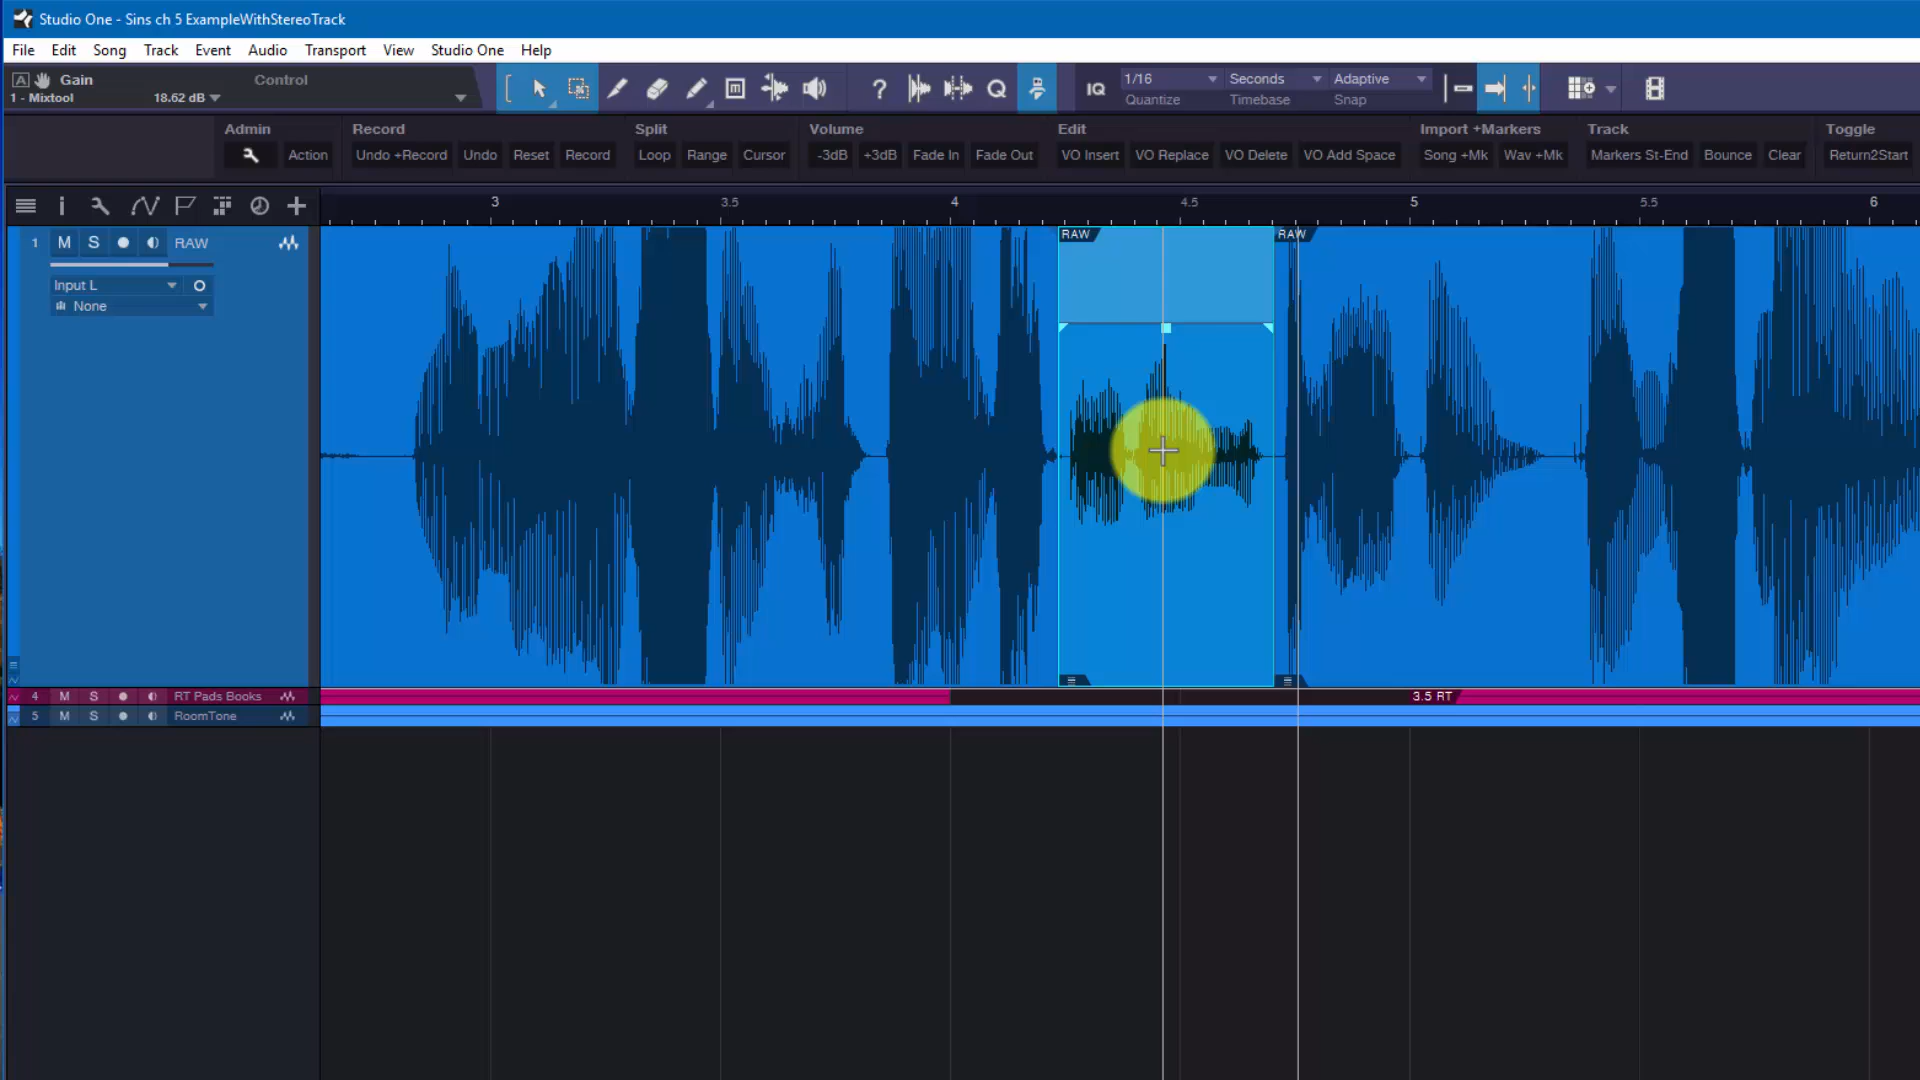 Studio One - Sins ch 5 ExampleWithStereoTrack
File Edit Song Track Event Audio Transport View Studio One Help
A Gain Control
1 - Mixtool 18.62 dB
? Q IQ
1/16 Seconds Adaptive
Quantize Timebase Snap
Admin Record Split Volume Edit Import +Markers Track Toggle
Action Undo +Record Undo Reset Record Loop Range Cursor -3dB +3dB Fade In Fade Out VO Insert VO Replace VO Delete VO Add Space Song +Mk Wav +Mk Markers St-End Bounce Clear Return2Start
3 3.5 4 4.5 5 5.5 6
1 M S RAW
RAW RAW
Input L
None
4 M S RT Pads Books
3.5 RT
5 M S RoomTone